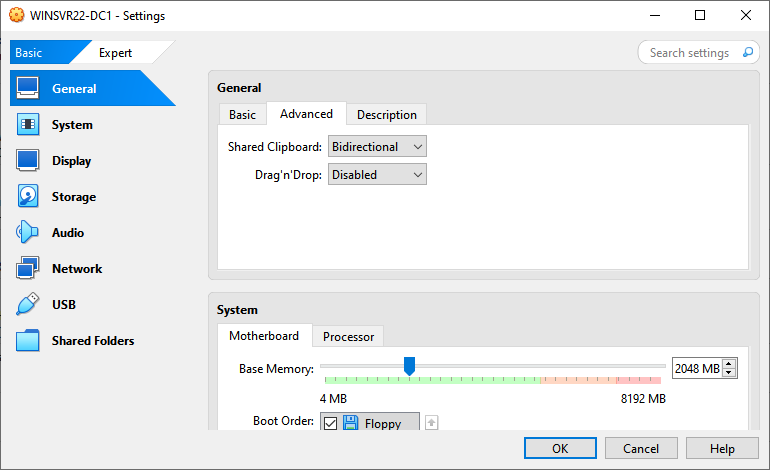 WINSVR22-DC1 - Settings
Basic Expert Search settings
General
System
Display
Storage
Audio
Network
USB
Shared Folders
General
Basic Advanced Description
Shared Clipboard: Bidirectional
Drag'n'Drop: Disabled
System
Motherboard Processor
Base Memory: 2048 MB
4 MB 8192 MB
Boot Order: Floppy
OK Cancel Help